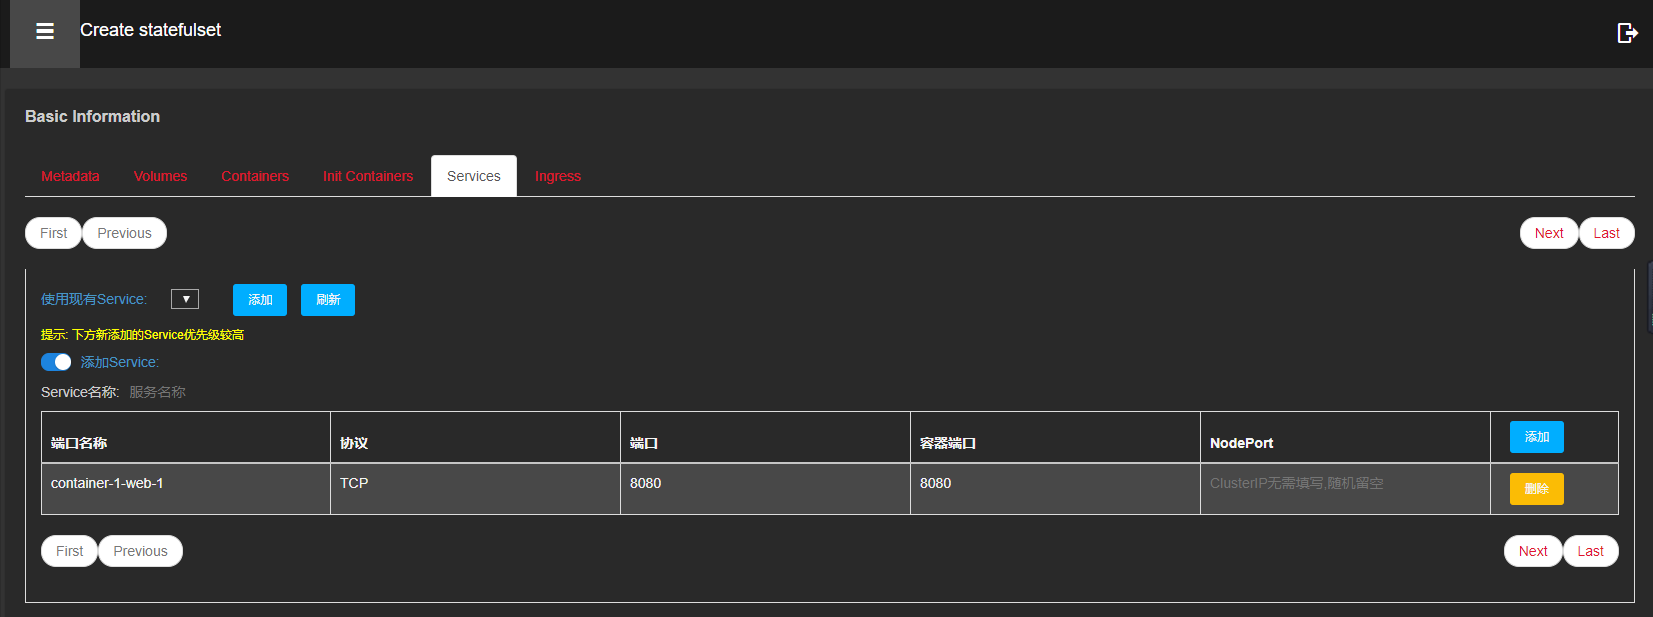 Create statefulset
Basic Information
Metadata Volumes Containers Init Containers Services Ingress
First Previous Next Last
使用现有Service: ▼ 添加 刷新
提示: 下方新添加的Service优先级较高
添加Service:
Service名称: 服务名称
端口名称 协议 端口 容器端口 NodePort 添加
container-1-web-1 TCP 8080 8080 ClusterIP无需填写,随机留空 删除
First Previous Next Last